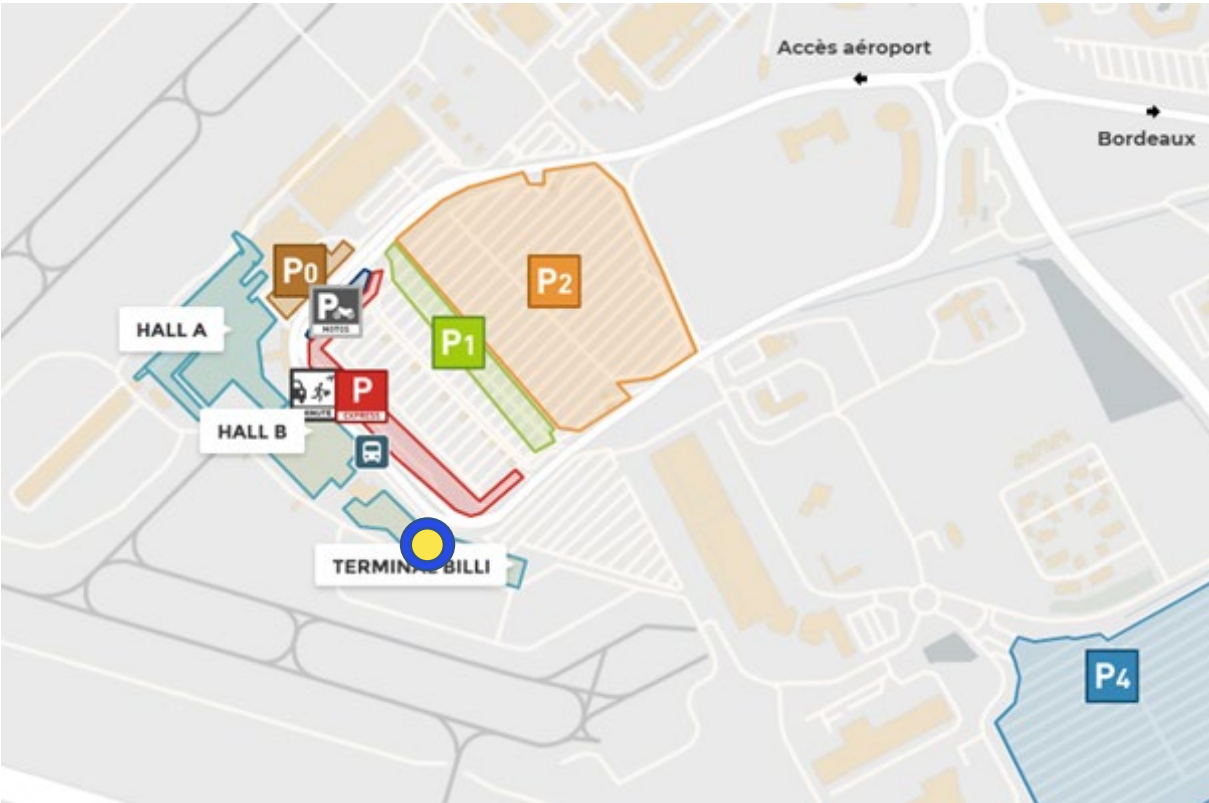 Accès aéroport
Bordeaux
P0
P2
P
MOTOS
HALL A
P1
P
EXPRESS
HALL B
TERMINAL BILLI
P4